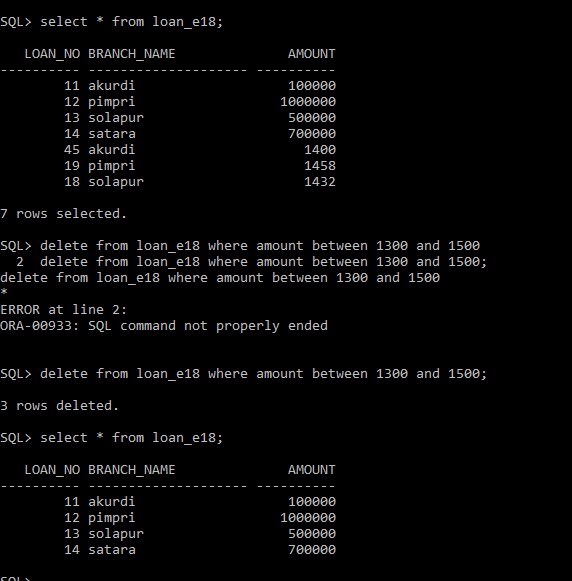 SQL> select * from loan_e18;
LOAN_NO BRANCH_NAME AMOUNT
---------- -------------------- ----------
11 akurdi 100000
12 pimpri 1000000
13 solapur 500000
14 satara 700000
45 akurdi 1400
19 pimpri 1458
18 solapur 1432
7 rows selected.
SQL> delete from loan_e18 where amount between 1300 and 1500
2 delete from loan_e18 where amount between 1300 and 1500;
delete from loan_e18 where amount between 1300 and 1500
*
ERROR at line 2:
ORA-00933: SQL command not properly ended
SQL> delete from loan_e18 where amount between 1300 and 1500;
3 rows deleted.
SQL> select * from loan_e18;
LOAN_NO BRANCH_NAME AMOUNT
---------- -------------------- ----------
11 akurdi 100000
12 pimpri 1000000
13 solapur 500000
14 satara 700000
SQL>